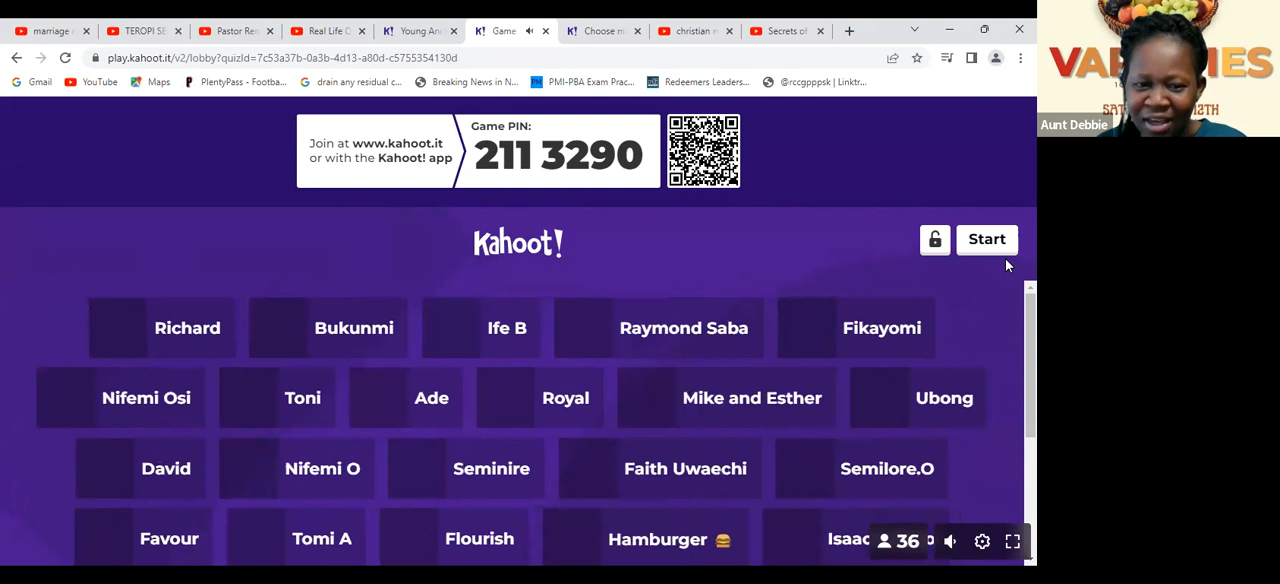 marriage
TEROPI SE
Pastor Ren
Real Life C
Young An
Game
Choose m
christian m
Secrets of
play.kahoot.it/v2/lobby?quizId=7c53a37b-0a3b-4d13-a80d-c5755354130d
Gmail YouTube Maps PlentyPass - Footba... drain any residual c... Breaking News in N... PMI-PBA Exam Prac... Redeemers Leaders... @rccgpppsk | Linktr...
Join at www.kahoot.it
or with the Kahoot! app
Game PIN:
211 3290
Kahoot!
Start
Richard Bukunmi Ife B Raymond Saba Fikayomi
Nifemi Osi Toni Ade Royal Mike and Esther Ubong
David Nifemi O Seminire Faith Uwaechi Semilore.O
Favour Tomi A Flourish Hamburger 🍔 Isaac
36
Aunt Debbie